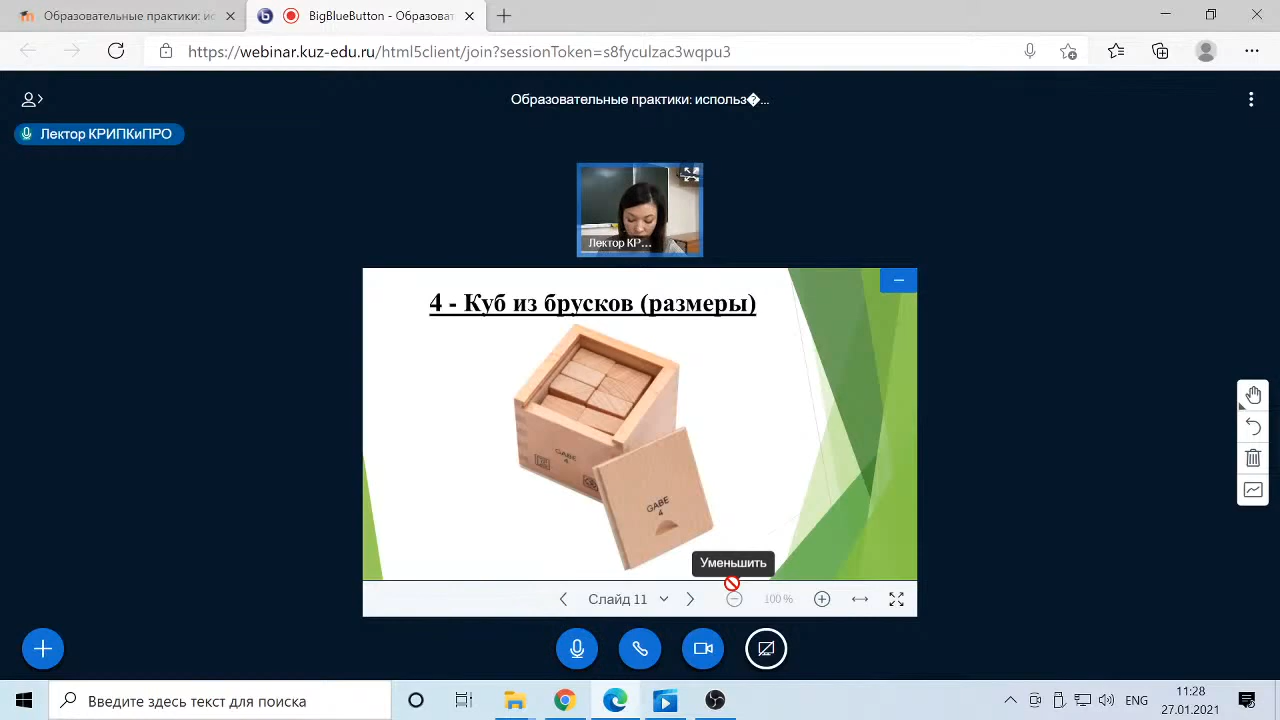 Образовательные практики: ис
BigBlueButton - Образоват
https://webinar.kuz-edu.ru/html5client/join?sessionToken=s8fyculzac3wqpu3
Образовательные практики: использ�...
Лектор КРИПКиПРО
Лектор КР...
4 - Куб из брусков (размеры)
GABE
4
GABE
4
Уменьшить
Слайд 11
100 %
Введите здесь текст для поиска
ENG
11:28
27.01.2021